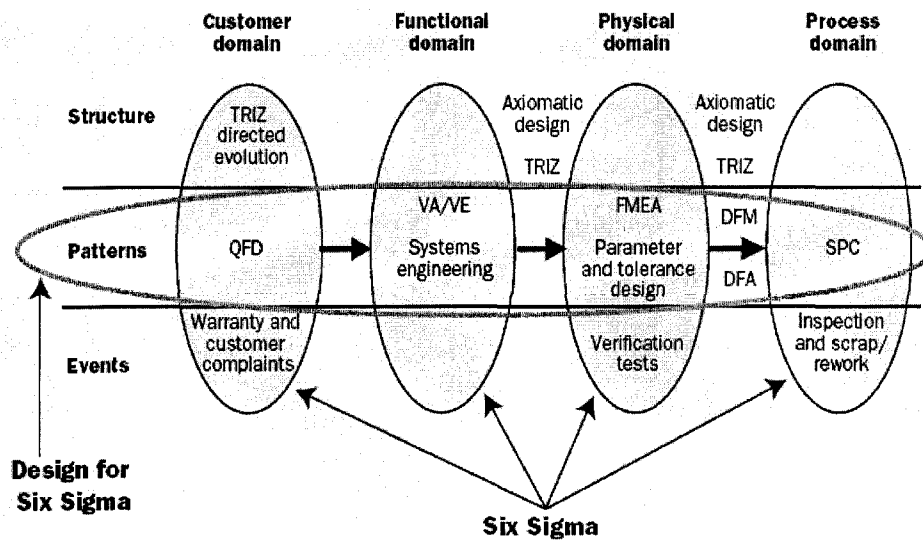 Customer domain
Functional domain
Physical domain
Process domain
Structure
TRIZ
directed
evolution
Axiomatic
design
TRIZ
Axiomatic
design
TRIZ
Patterns
QFD
VA/VE
Systems
engineering
FMEA
Parameter
and tolerance
design
DFM
DFA
SPC
Events
Warranty and
customer
complaints
Verification
tests
Inspection
and scrap/
rework
Design for
Six Sigma
Six Sigma